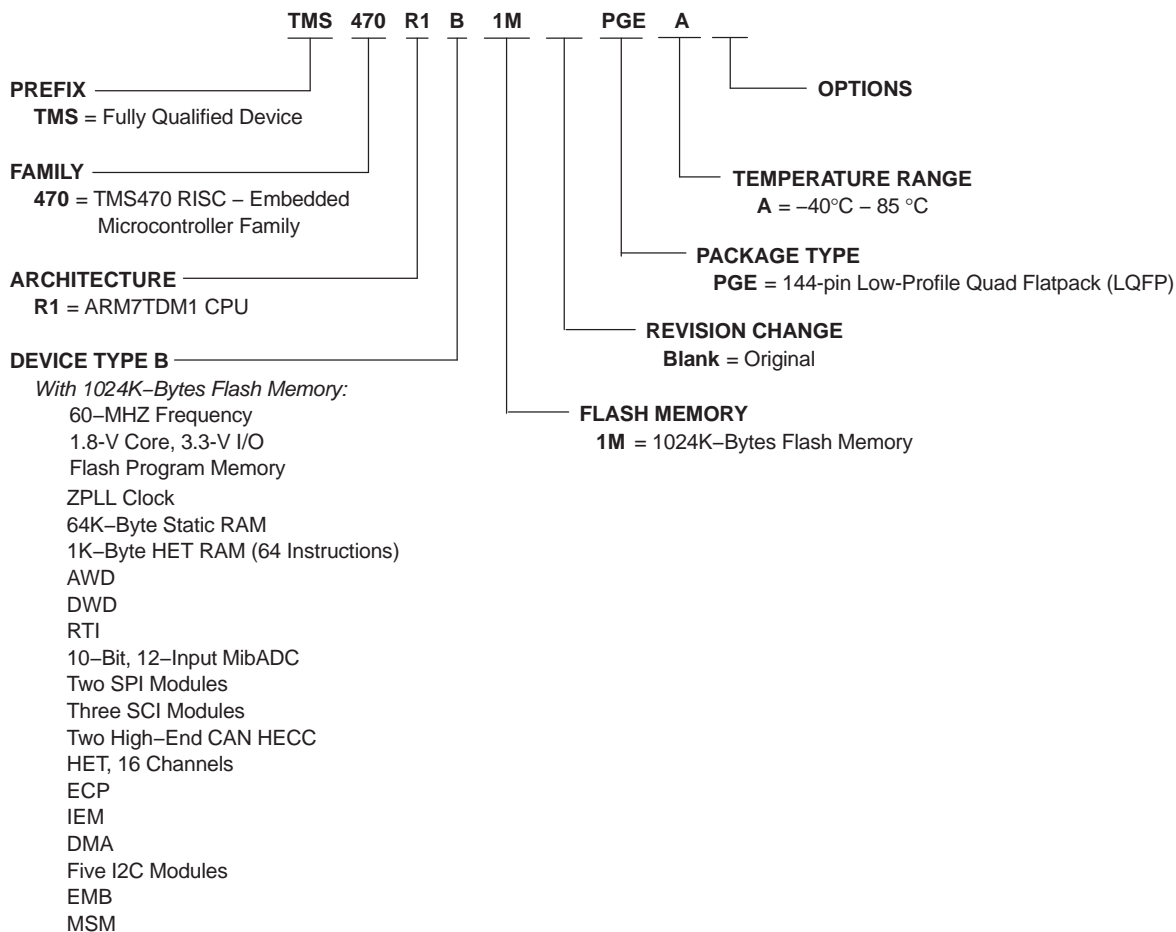 TMS 470 R1 B 1M PGE A
PREFIX
TMS = Fully Qualified Device
OPTIONS
FAMILY
470 = TMS470 RISC − Embedded
Microcontroller Family
TEMPERATURE RANGE
A = −40°C − 85 °C
PACKAGE TYPE
PGE = 144-pin Low-Profile Quad Flatpack (LQFP)
ARCHITECTURE
R1 = ARM7TDM1 CPU
REVISION CHANGE
Blank = Original
DEVICE TYPE B
With 1024K−Bytes Flash Memory:
60−MHZ Frequency
1.8-V Core, 3.3-V I/O
Flash Program Memory
ZPLL Clock
64K−Byte Static RAM
1K−Byte HET RAM (64 Instructions)
AWD
DWD
RTI
10−Bit, 12−Input MibADC
Two SPI Modules
Three SCI Modules
Two High−End CAN HECC
HET, 16 Channels
ECP
IEM
DMA
Five I2C Modules
EMB
MSM
FLASH MEMORY
1M = 1024K−Bytes Flash Memory